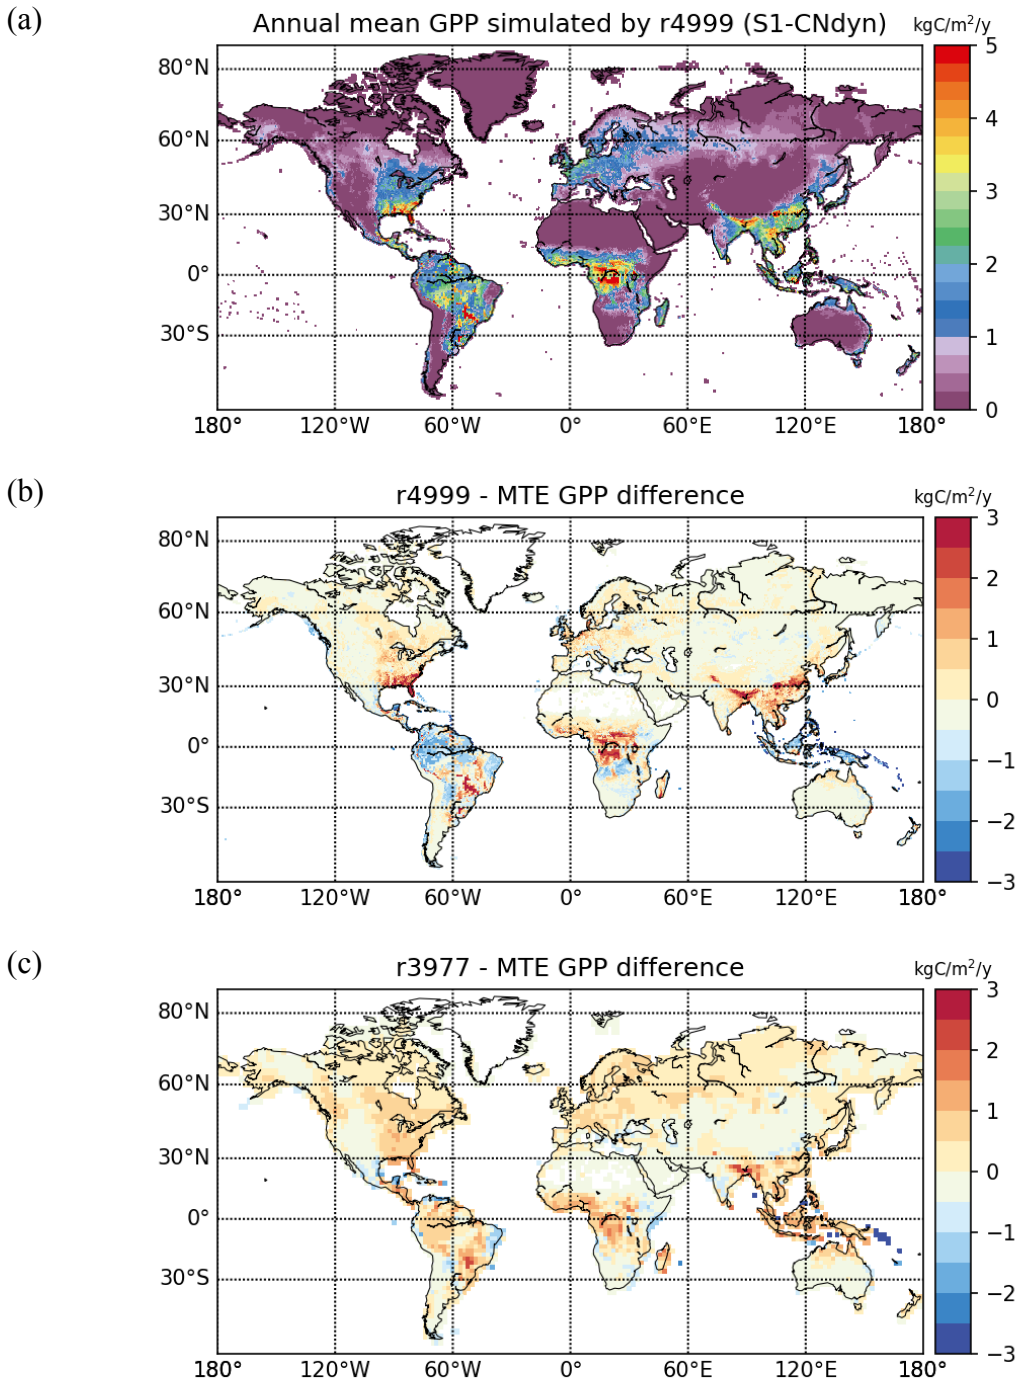 (a)
Annual mean GPP simulated by r4999 (S1-CNdyn)
kgC/m²/y
80°N
60°N
30°N
0°
30°S
180°
120°W
60°W
0°
60°E
120°E
180°
5
4
3
2
1
0
(b)
r4999 - MTE GPP difference
kgC/m²/y
80°N
60°N
30°N
0°
30°S
180°
120°W
60°W
0°
60°E
120°E
180°
3
2
1
0
−1
−2
−3
(c)
r3977 - MTE GPP difference
kgC/m²/y
80°N
60°N
30°N
0°
30°S
180°
120°W
60°W
0°
60°E
120°E
180°
3
2
1
0
−1
−2
−3